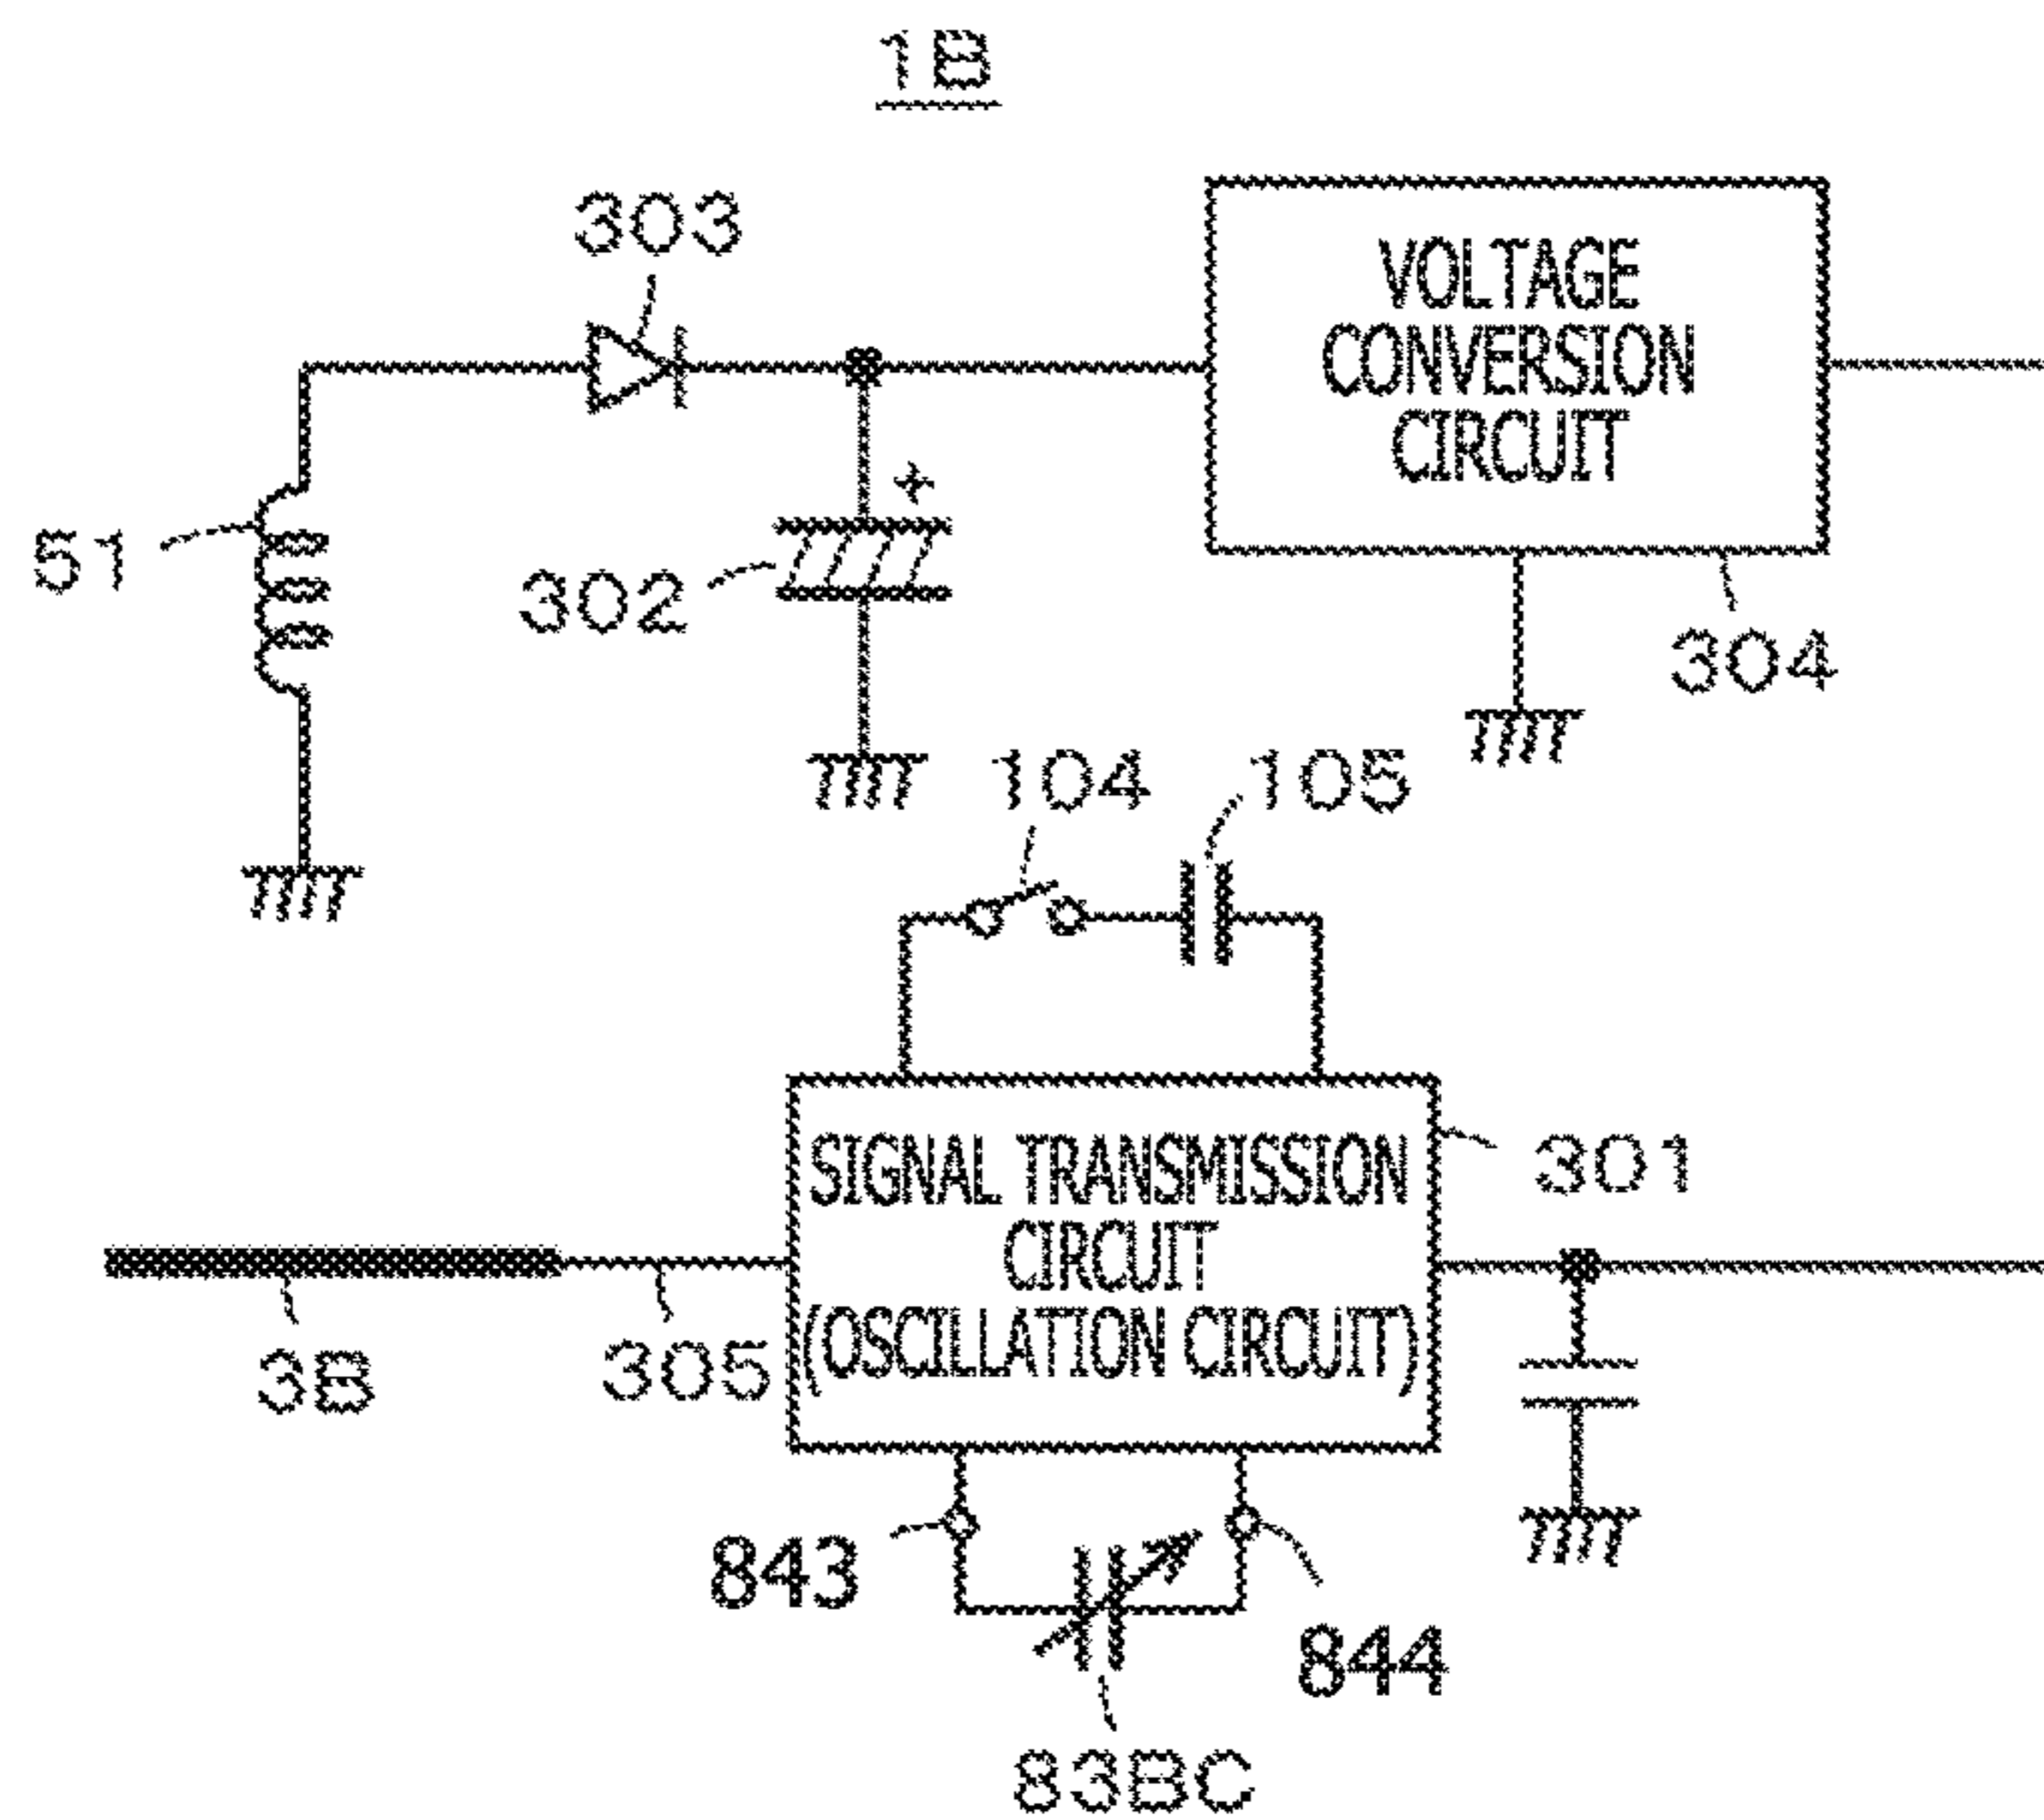 1B
303
VOLTAGE
CONVERSION
CIRCUIT
51
+
302
304
104
105
SIGNAL TRANSMISSION
CIRCUIT
(OSCILLATION CIRCUIT)
301
3B
305
843
844
83BC